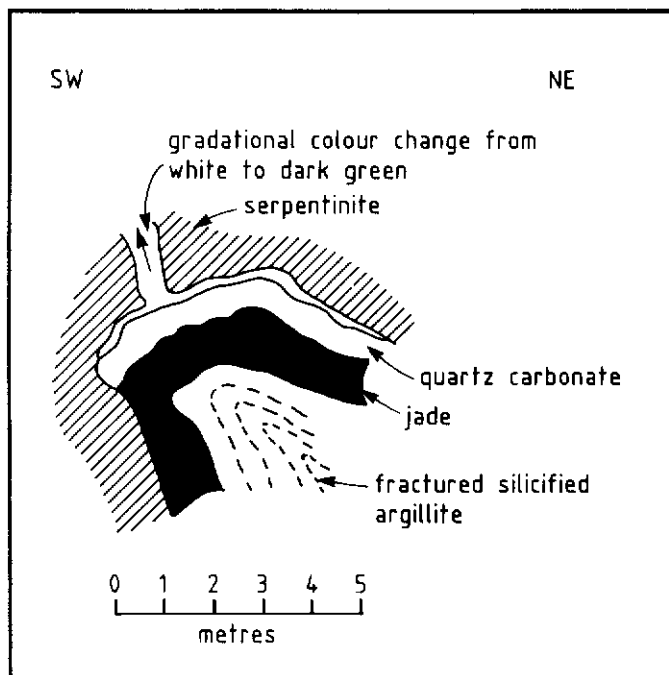 SW
NE
gradational colour change from
white to dark green
serpentinite
quartz carbonate
jade
fractured silicified
argillite
0 1 2 3 4 5
metres